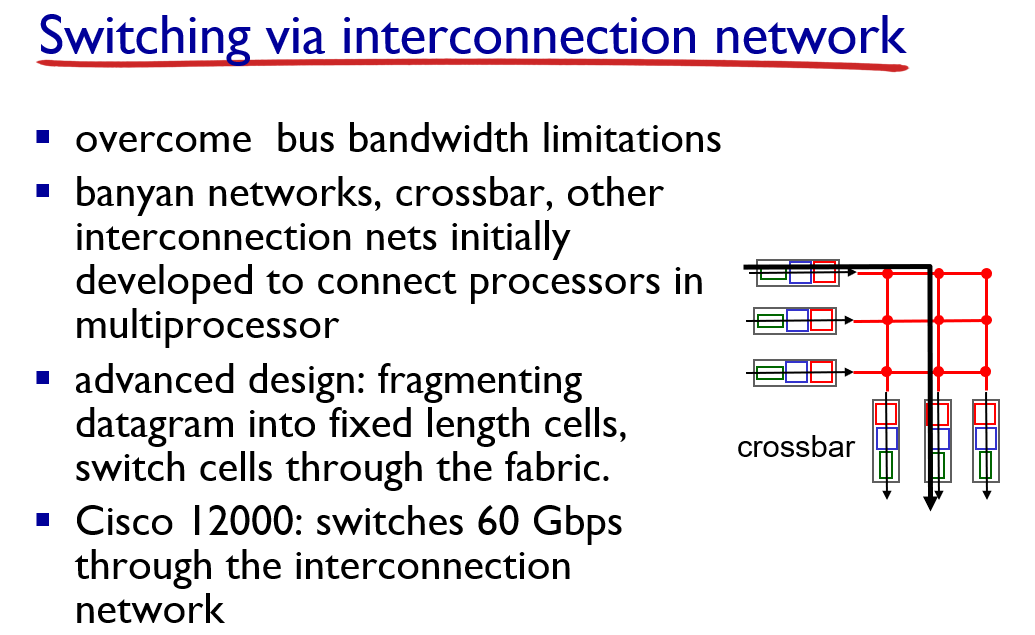 Switching via interconnection network
overcome bus bandwidth limitations
banyan networks, crossbar, other
interconnection nets initially
developed to connect processors in
multiprocessor
advanced design: fragmenting
datagram into fixed length cells,
switch cells through the fabric.
Cisco 12000: switches 60 Gbps
through the interconnection
network
crossbar